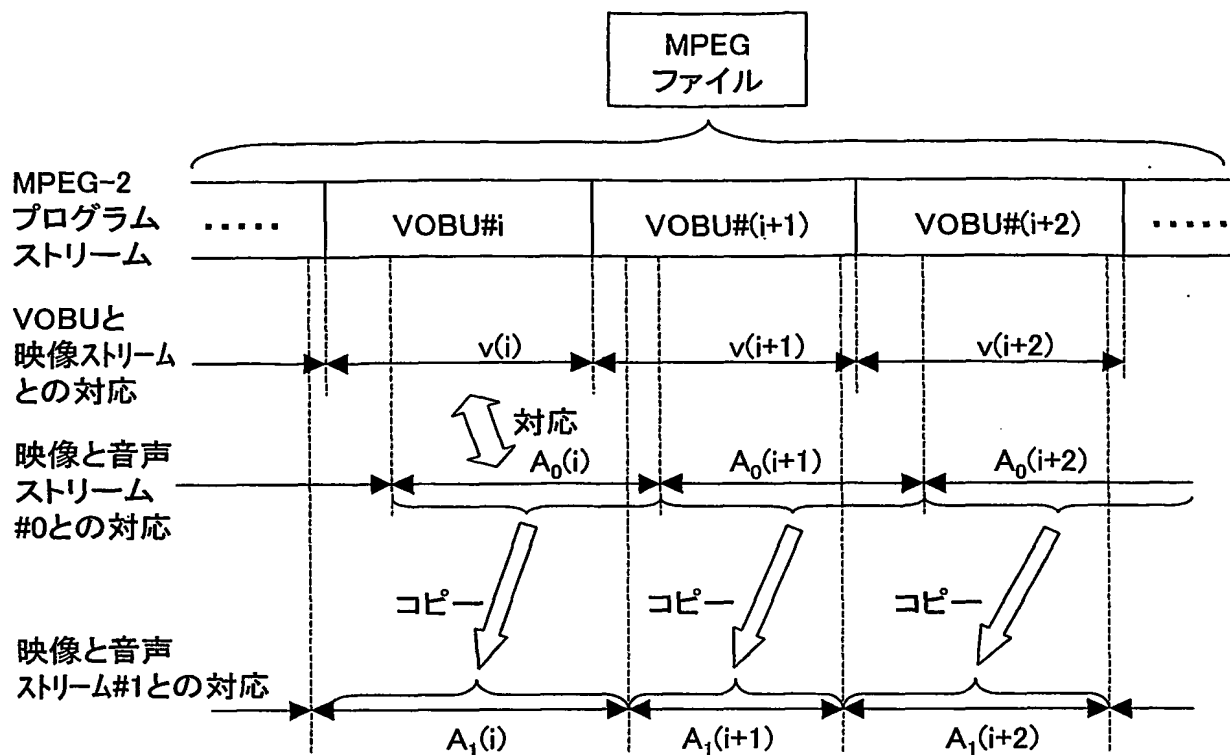 MPEG
ファイル
MPEG-2
プログラム
ストリーム
・・・・・ VOBU#i VOBU#(i+1) VOBU#(i+2) ・・・・・
VOBUと
映像ストリーム
との対応
v(i) v(i+1) v(i+2)
対応
映像と音声
ストリーム
#0との対応
A₀(i) A₀(i+1) A₀(i+2)
コピー コピー コピー
映像と音声
ストリーム#1との対応
A₁(i) A₁(i+1) A₁(i+2)